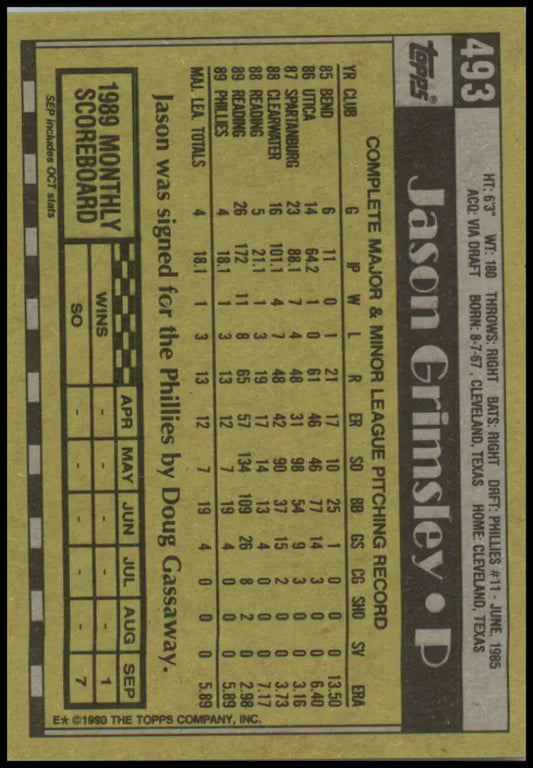 493
Topps®
HT: 6'3" WT: 180 THROWS: RIGHT BATS: RIGHT DRFT: PHILLIES #11 - JUNE, 1985
ACQ: VIA DRAFT BORN: 8-7-67, CLEVELAND, TEXAS HOME: CLEVELAND, TEXAS
Jason Grimsley • P
COMPLETE MAJOR & MINOR LEAGUE PITCHING RECORD
YR CLUB G IP W L R ER SO BB GS CG SHO SV ERA
85 BEND 6 11 0 1 21 17 10 25 1 0 0 0 13.50
86 UTICA 14 64.2 1 0 61 46 46 77 14 3 0 0 6.40
87 SPARTANBURG 23 88.1 7 4 48 31 98 54 9 3 0 0 3.16
88 CLEARWATER 16 101.1 4 7 48 42 90 37 15 2 0 0 3.73
88 READING 5 21.1 1 3 19 17 14 13 4 0 0 0 7.17
89 READING 26 172 11 8 65 57 134 109 26 8 2 0 2.98
89 PHILLIES 4 18.1 1 3 13 12 7 19 4 0 0 0 5.89
MAJ. LEA. TOTALS 4 18.1 1 3 13 12 7 19 4 0 0 0 5.89
Jason was signed for the Phillies by Doug Gassaway.
1989 MONTHLY
SCOREBOARD
APR MAY JUN JUL AUG SEP
WINS - - - - - 1
SO - - - - - 7
SEP includes OCT stats
E* ©1990 THE TOPPS COMPANY, INC.